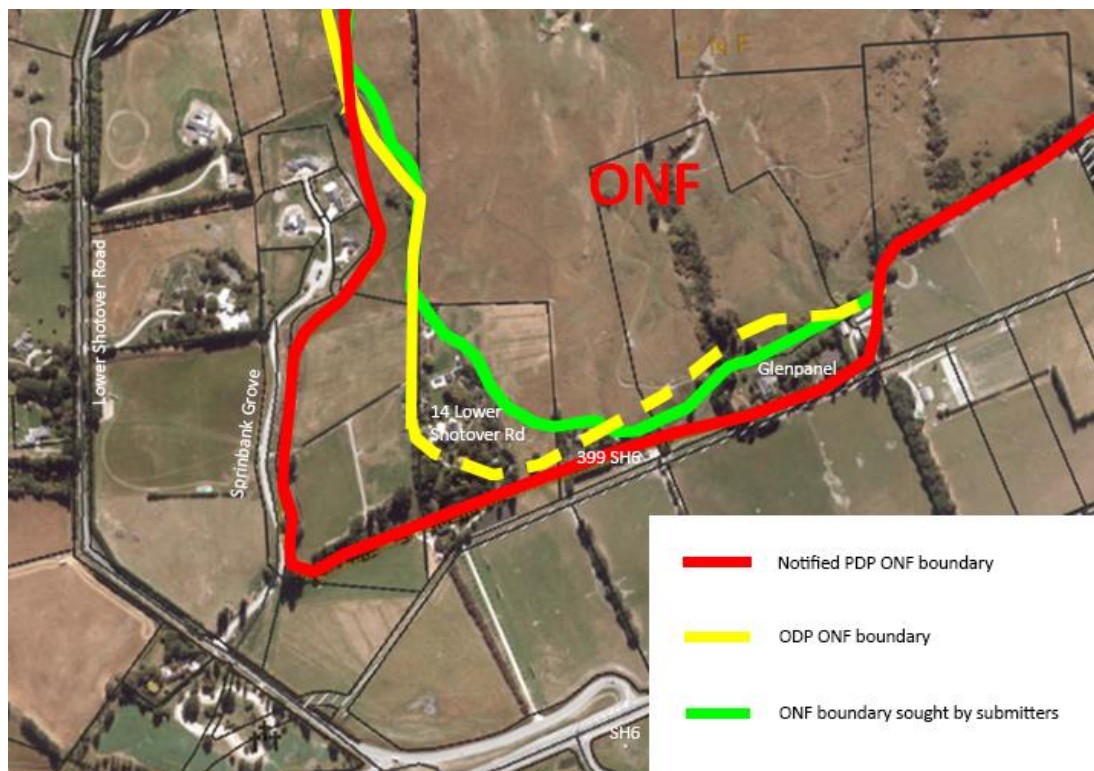 ONF
ONF
Lower Shotover Road
Sprinbank Grove
Glenpanel
14 Lower
Shotover Rd
399 SH6
SH6
Notified PDP ONF boundary
ODP ONF boundary
ONF boundary sought by submitters